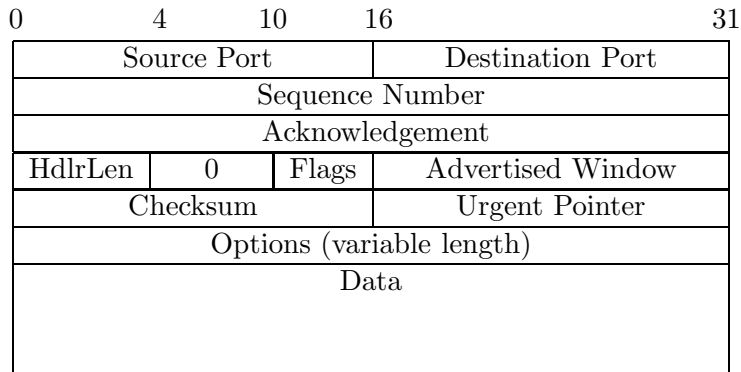 0 4 10 16 31
Source Port Destination Port
Sequence Number
Acknowledgement
HdlrLen 0 Flags Advertised Window
Checksum Urgent Pointer
Options (variable length)
Data